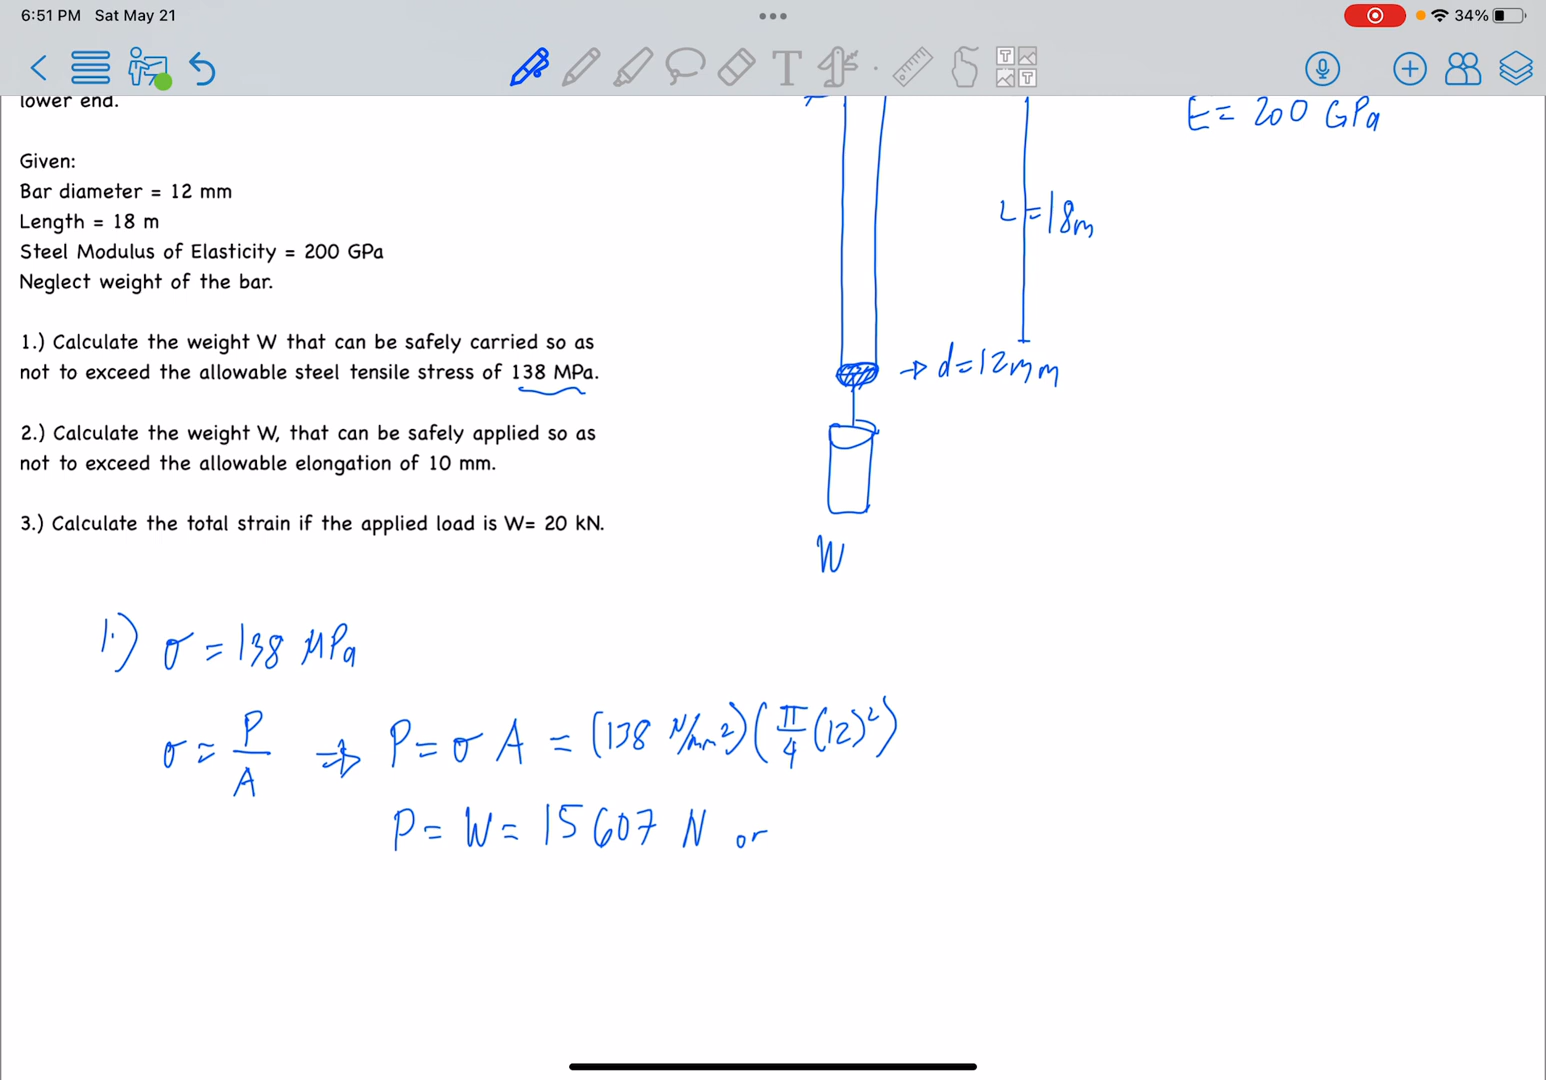 6:51 PM Sat May 21
34%
lower end.
E = 200 GPa
Given:
Bar diameter = 12 mm
Length = 18 m
Steel Modulus of Elasticity = 200 GPa
Neglect weight of the bar.
L = 18m
1.) Calculate the weight W that can be safely carried so as
not to exceed the allowable steel tensile stress of 138 MPa.
→ d = 12mm
2.) Calculate the weight W, that can be safely applied so as
not to exceed the allowable elongation of 10 mm.
3.) Calculate the total strain if the applied load is W= 20 kN.
W
1.) σ = 138 MPa
σ = P/A ⇒ P = σ A = (138 N/mm²)(π/4 (12)²)
P = W = 15607 N or